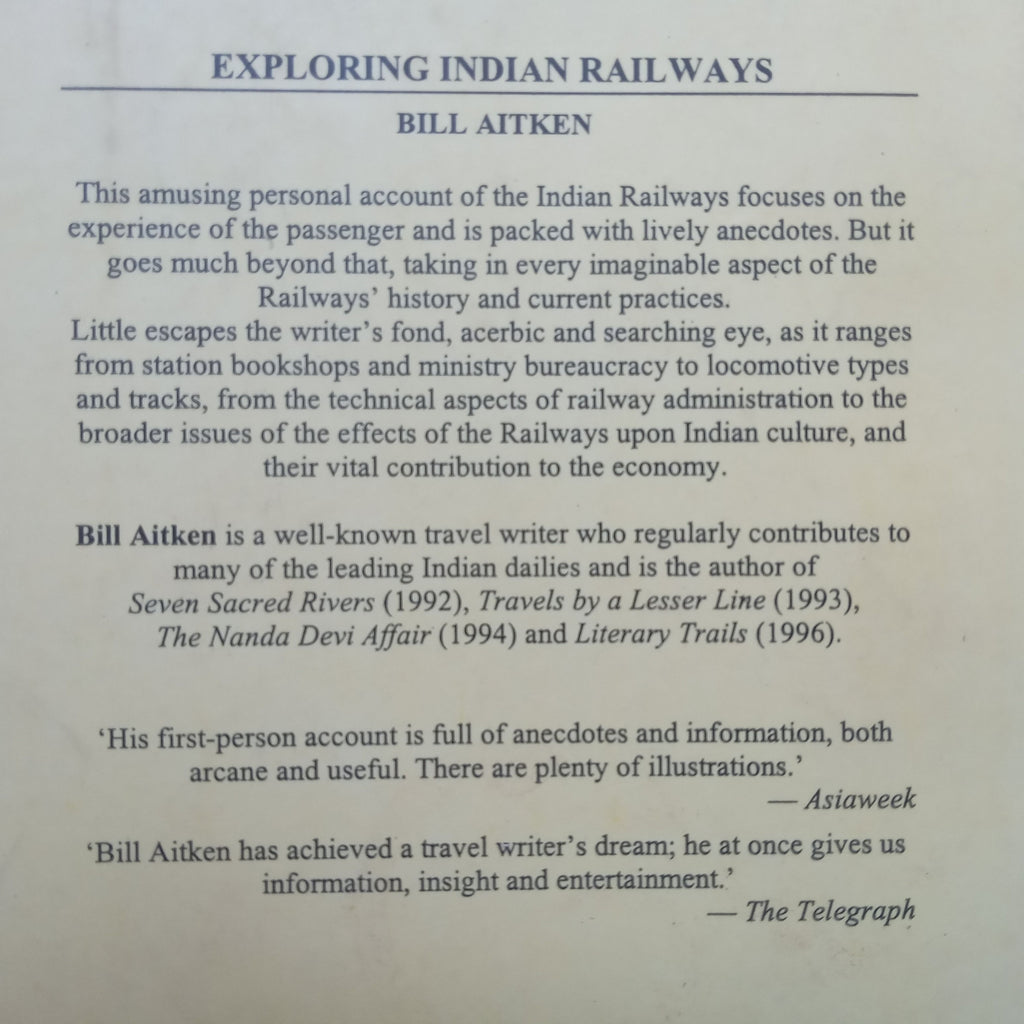 EXPLORING INDIAN RAILWAYS
BILL AITKEN
This amusing personal account of the Indian Railways focuses on the
experience of the passenger and is packed with lively anecdotes. But it
goes much beyond that, taking in every imaginable aspect of the
Railways’ history and current practices.
Little escapes the writer’s fond, acerbic and searching eye, as it ranges
from station bookshops and ministry bureaucracy to locomotive types
and tracks, from the technical aspects of railway administration to the
broader issues of the effects of the Railways upon Indian culture, and
their vital contribution to the economy.
Bill Aitken is a well-known travel writer who regularly contributes to
many of the leading Indian dailies and is the author of
Seven Sacred Rivers (1992), Travels by a Lesser Line (1993),
The Nanda Devi Affair (1994) and Literary Trails (1996).
‘His first-person account is full of anecdotes and information, both
arcane and useful. There are plenty of illustrations.’
— Asiaweek
‘Bill Aitken has achieved a travel writer’s dream; he at once gives us
information, insight and entertainment.’
— The Telegraph